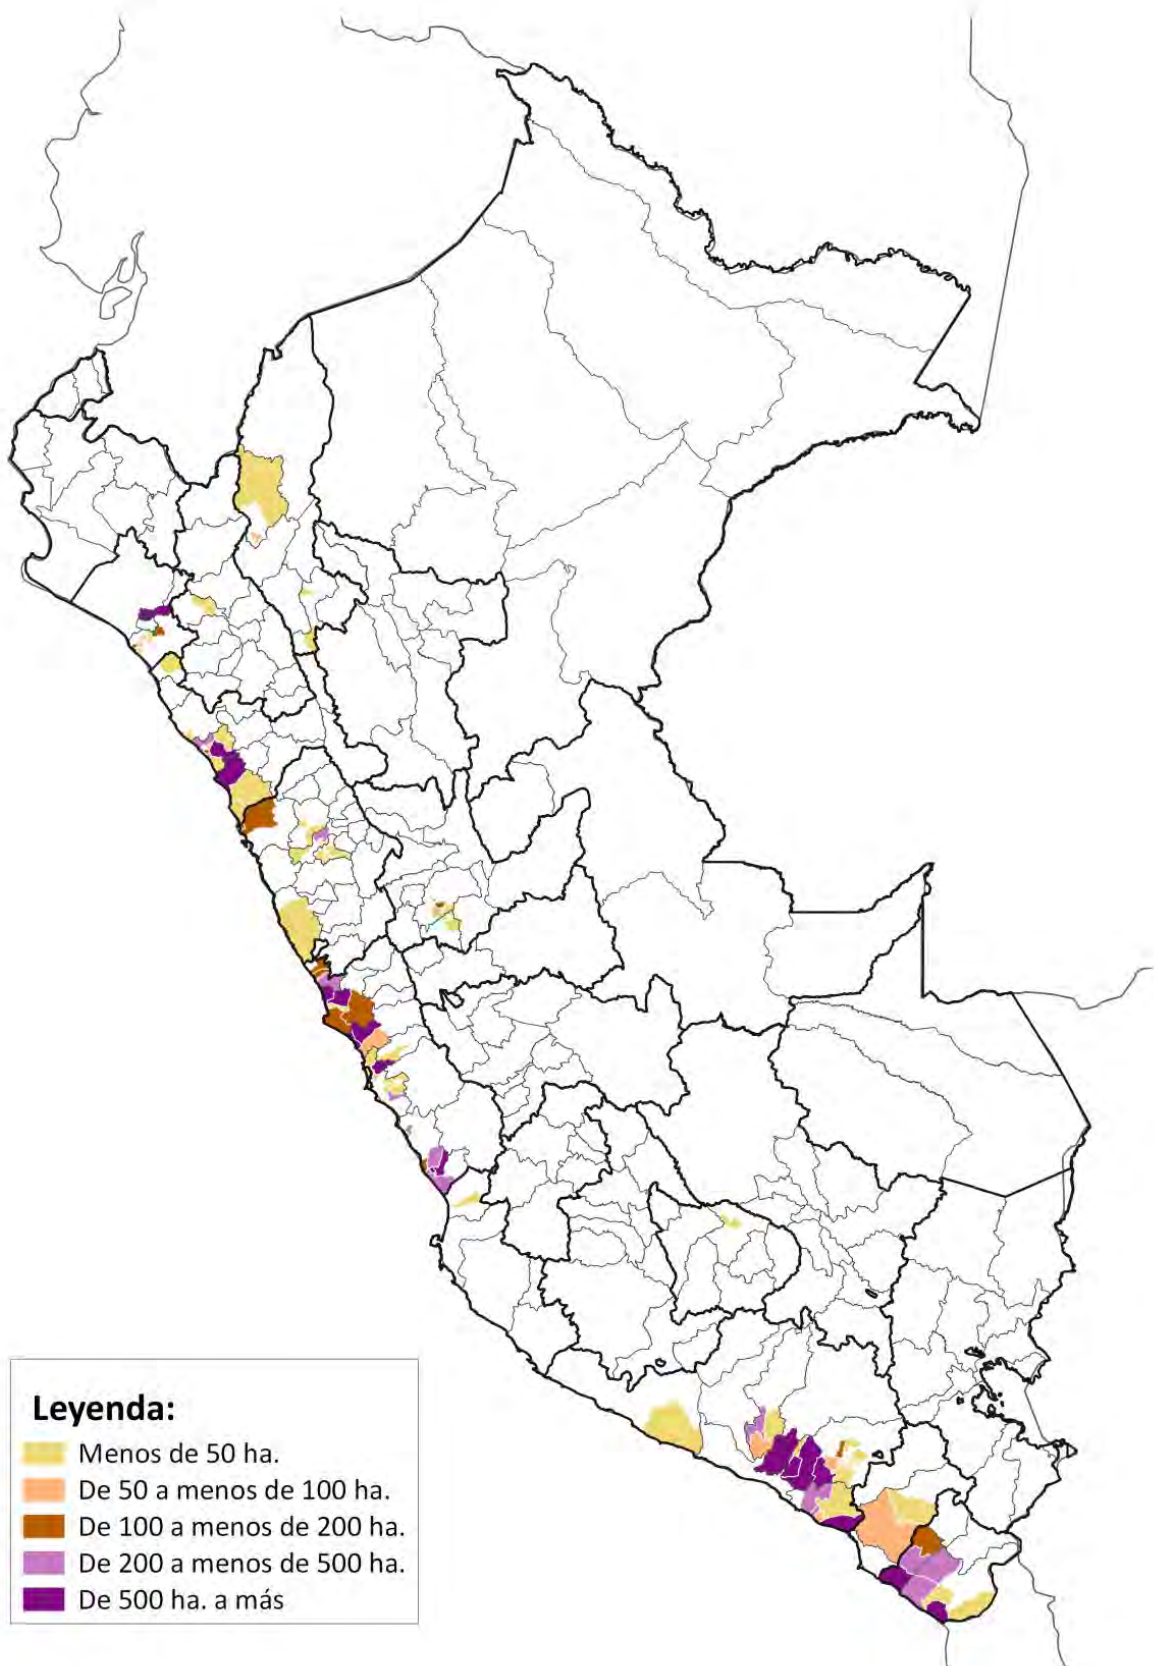 Leyenda:
Menos de 50 ha.
De 50 a menos de 100 ha.
De 100 a menos de 200 ha.
De 200 a menos de 500 ha.
De 500 ha. a más